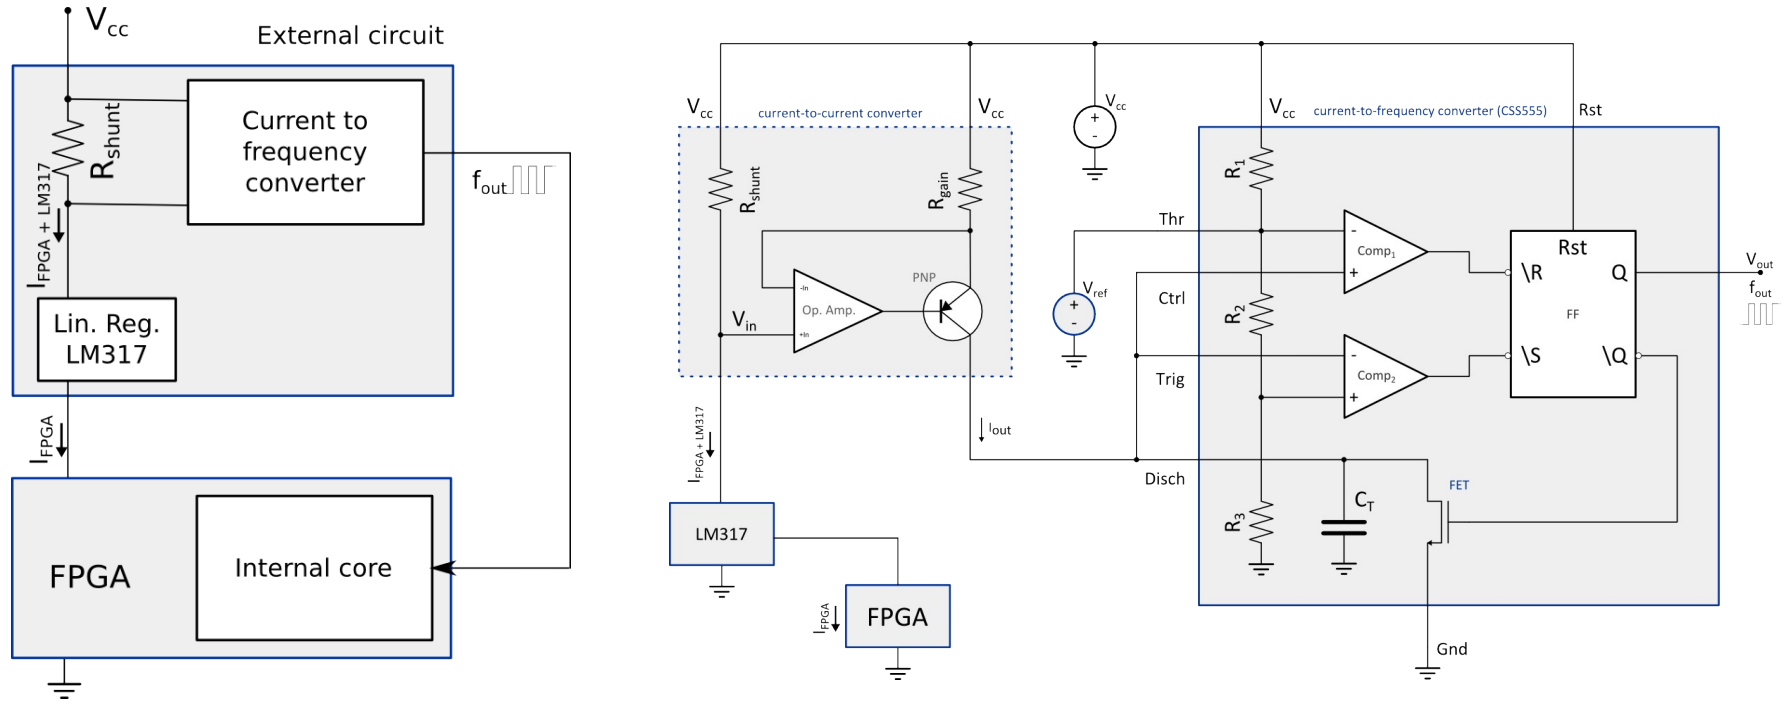 Vcc
External circuit
Rshunt
Current to
frequency
converter
fout
IFPGA + LM317
Lin. Reg.
LM317
IFPGA
FPGA
Internal core
Vcc
current-to-current converter
Vcc
Vcc
Vcc
current-to-frequency converter (CSS555)
Rst
+
-
Rshunt
Rgain
R1
Thr
-
Comp1
+
Rst
\R
Q
Vout
fout
PNP
-In
Op. Amp.
+In
Vin
Vref
+
-
Ctrl
R2
FF
Trig
-
Comp2
+
\S
\Q
IFPGA + LM317
Iout
Disch
FET
CT
R3
LM317
IFPGA
FPGA
Gnd